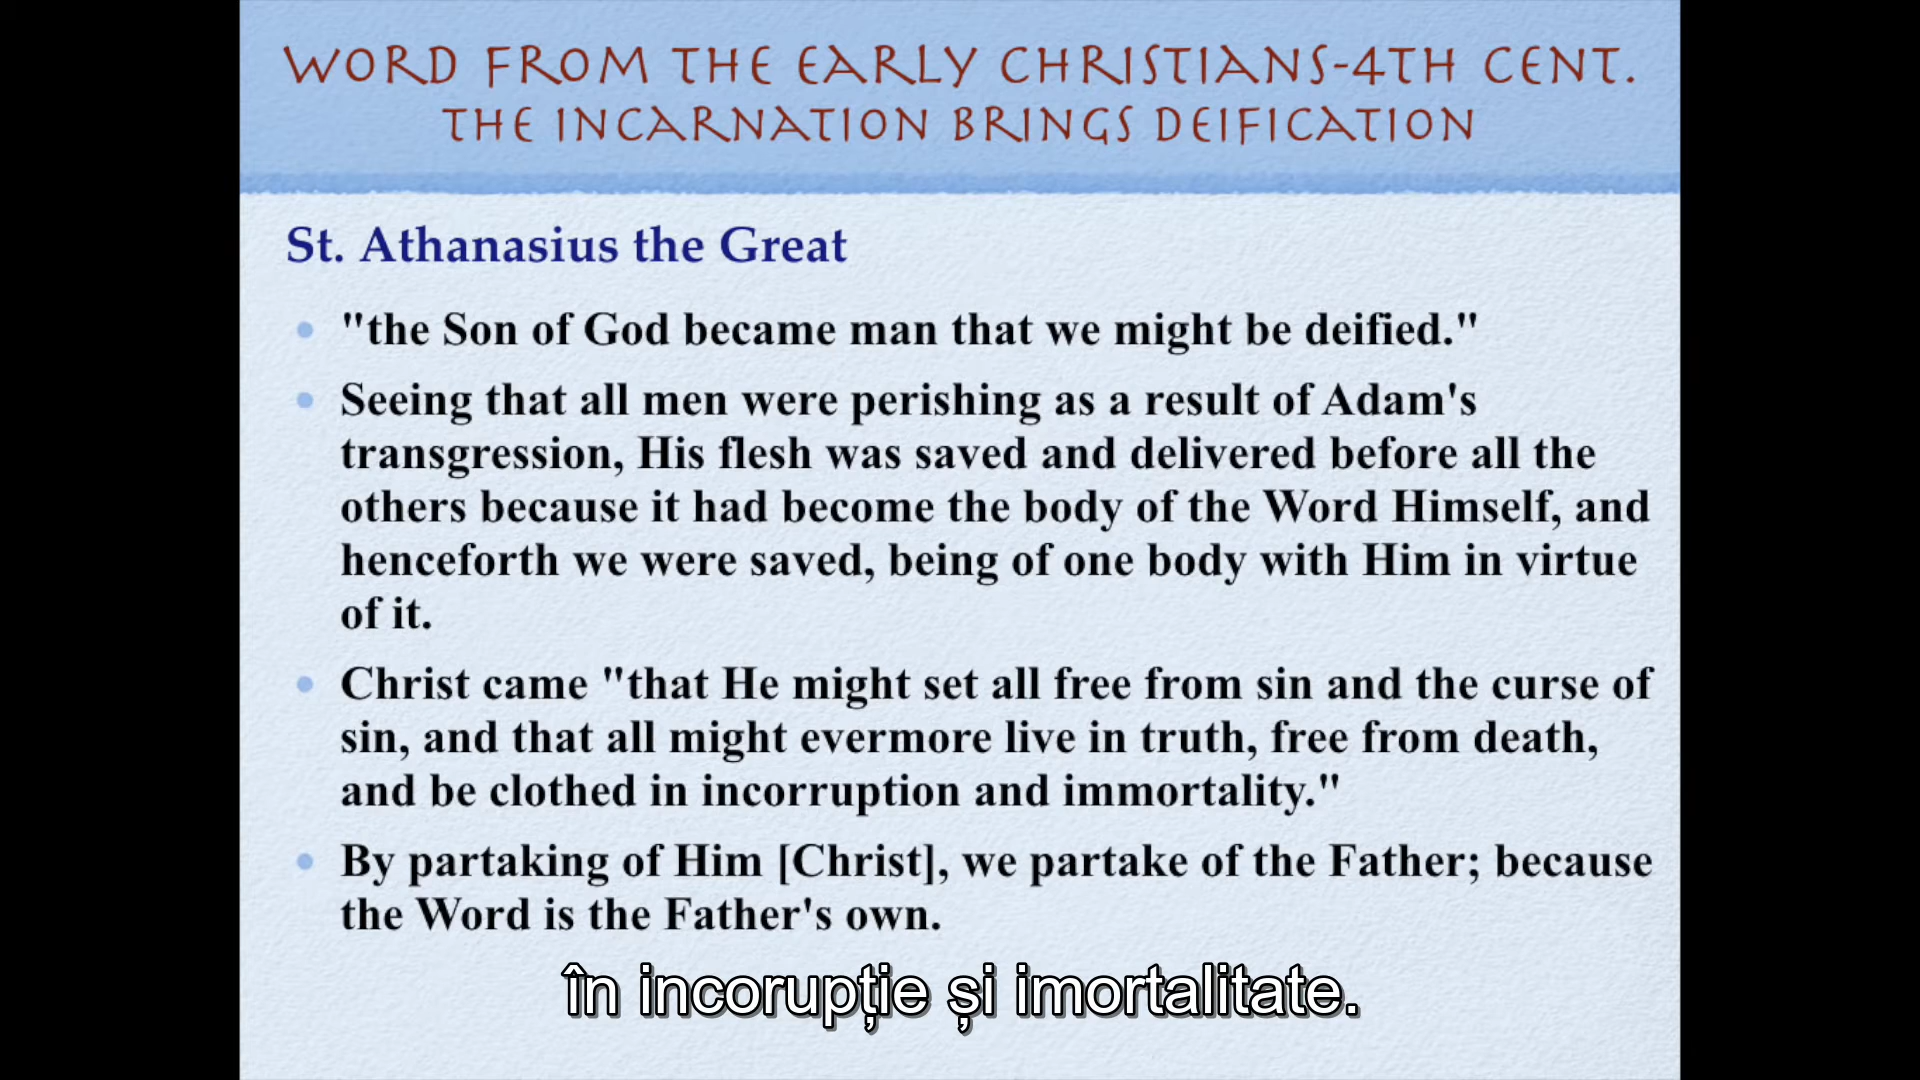 WORD FROM THE EARLY CHRISTIANS-4TH CENT.
THE INCARNATION BRINGS DEIFICATION
St. Athanasius the Great
• "the Son of God became man that we might be deified."
• Seeing that all men were perishing as a result of Adam's
transgression, His flesh was saved and delivered before all the
others because it had become the body of the Word Himself, and
henceforth we were saved, being of one body with Him in virtue
of it.
• Christ came "that He might set all free from sin and the curse of
sin, and that all might evermore live in truth, free from death,
and be clothed in incorruption and immortality."
• By partaking of Him [Christ], we partake of the Father; because
the Word is the Father's own.
în incorupție și imortalitate.